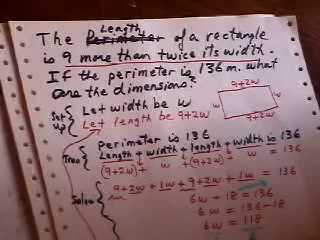 Length
The Perimeter of a rectangle
is 9 more than twice its width.
If the perimeter is 136 m. what
are the dimensions?
Set up { Let width be w
Let length be 9+2w
9+2w
w
w
9+2w
perimeter is 136
Tran { Length + width + length + width is 136
(9+2w) + w + (9+2w) + w = 136
Solve { 9+2w + 1w + 9+2w + 1w = 136
6w + 18 = 136
6w = 136-18
6w = 118